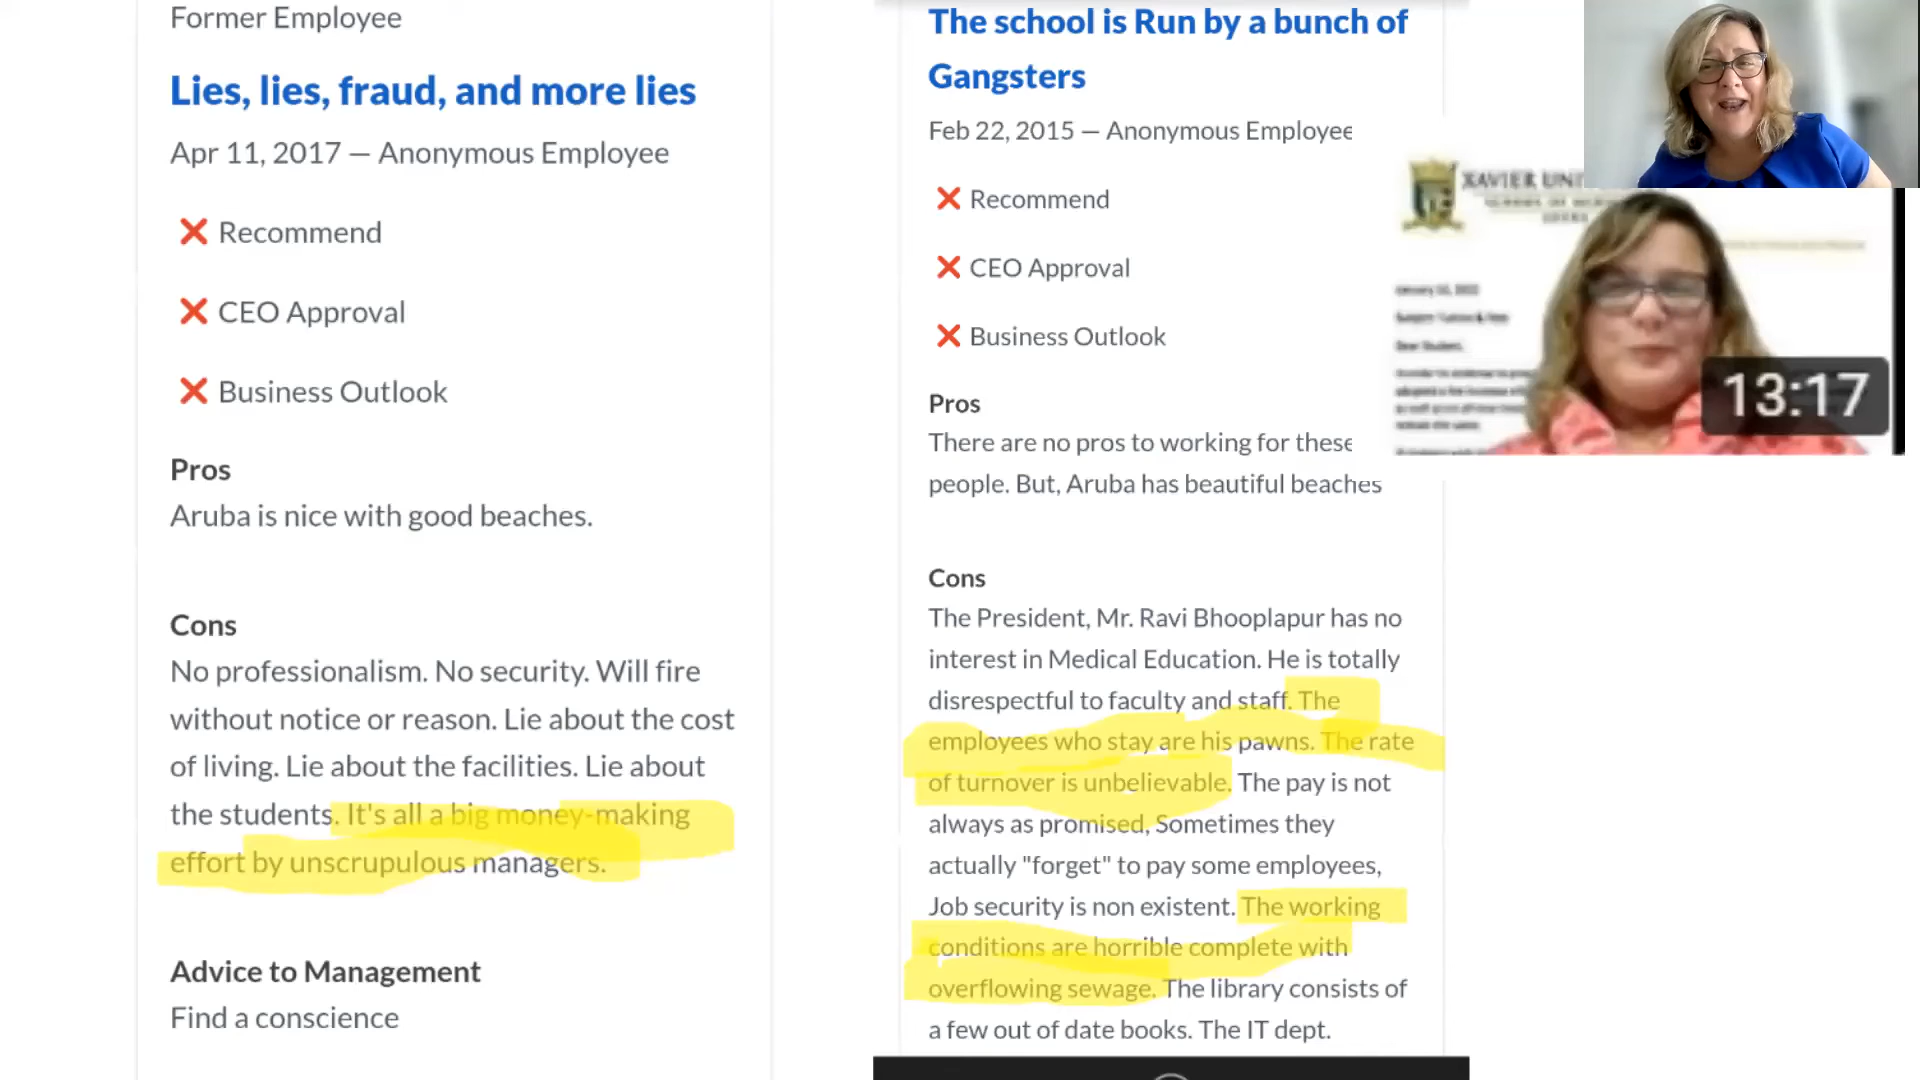 Former Employee
Lies, lies, fraud, and more lies
Apr 11, 2017 — Anonymous Employee
❌ Recommend
❌ CEO Approval
❌ Business Outlook
Pros
Aruba is nice with good beaches.
Cons
No professionalism. No security. Will fire
without notice or reason. Lie about the cost
of living. Lie about the facilities. Lie about
the students. It's all a big money-making
effort by unscrupulous managers.
Advice to Management
Find a conscience
The school is Run by a bunch of
Gangsters
Feb 22, 2015 — Anonymous Employee
❌ Recommend
❌ CEO Approval
❌ Business Outlook
Pros
There are no pros to working for these
people. But, Aruba has beautiful beaches
Cons
The President, Mr. Ravi Bhooplapur has no
interest in Medical Education. He is totally
disrespectful to faculty and staff. The
employees who stay are his pawns. The rate
of turnover is unbelievable. The pay is not
always as promised, Sometimes they
actually "forget" to pay some employees,
Job security is non existent. The working
conditions are horrible complete with
overflowing sewage. The library consists of
a few out of date books. The IT dept.
XAVIER UNI
Dear Student,
13:17